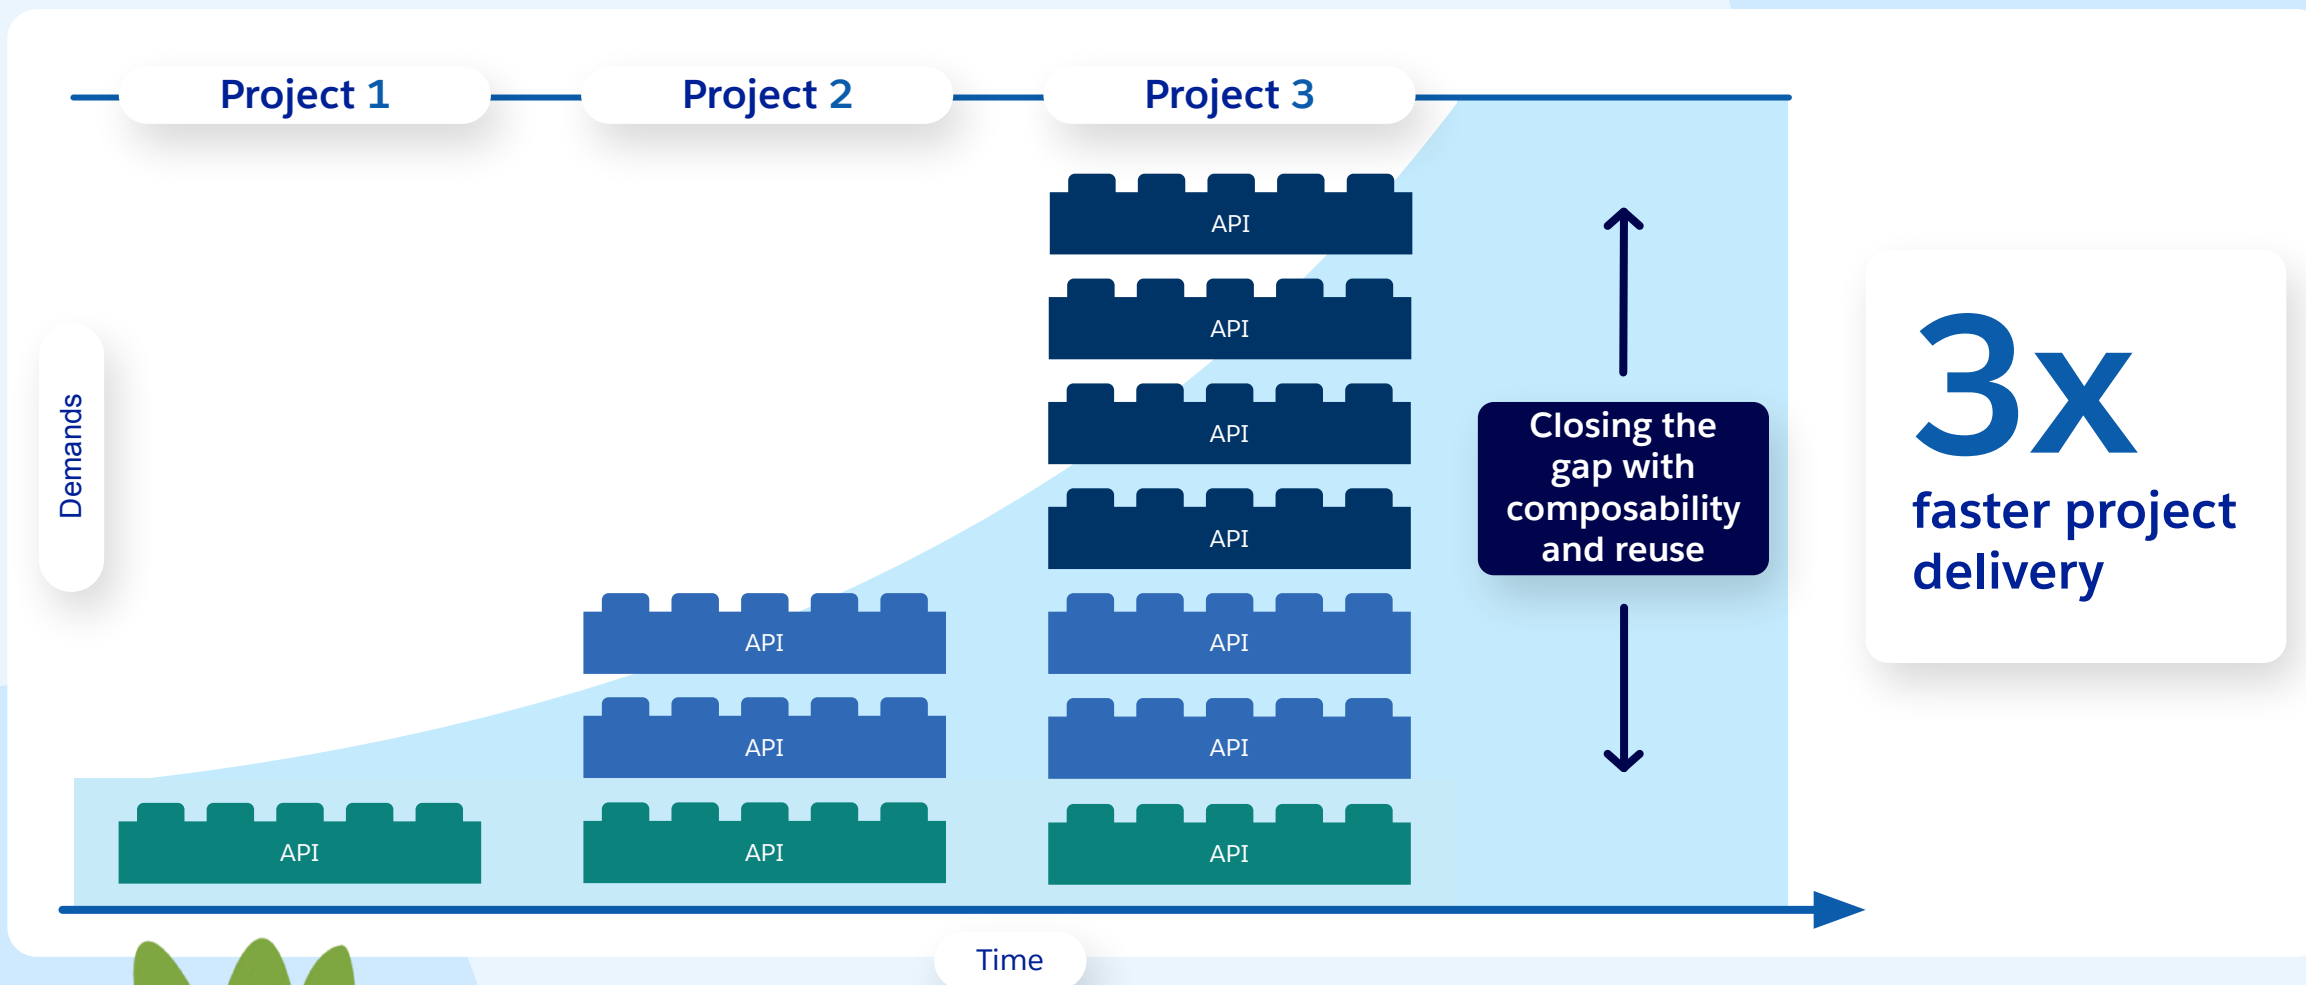 Project 1
Project 2
Project 3
Demands
API
API
API
API
API
API
API
API
API
API
API
Closing the
gap with
composability
and reuse
3x
faster project
delivery
Time